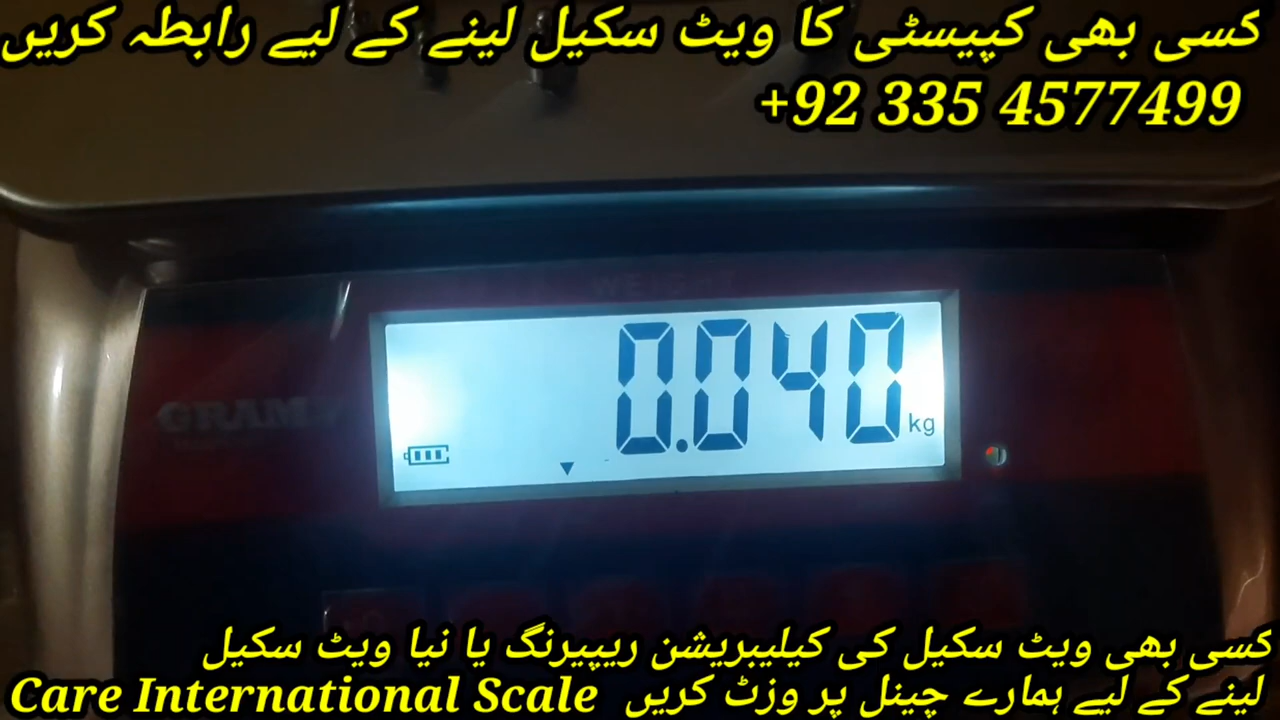 کسی بھی کپیسٹی کا ویٹ سکیل لینے کے لیے رابطہ کریں
+92 335 4577499
WEIGHT
GRAM
0.040
kg
کسی بھی ویٹ سکیل کی کیلیبریشن ریپیرنگ یا نیا ویٹ سکیل
لینے کے لیے ہمارے چینل پر وزٹ کریں Care International Scale